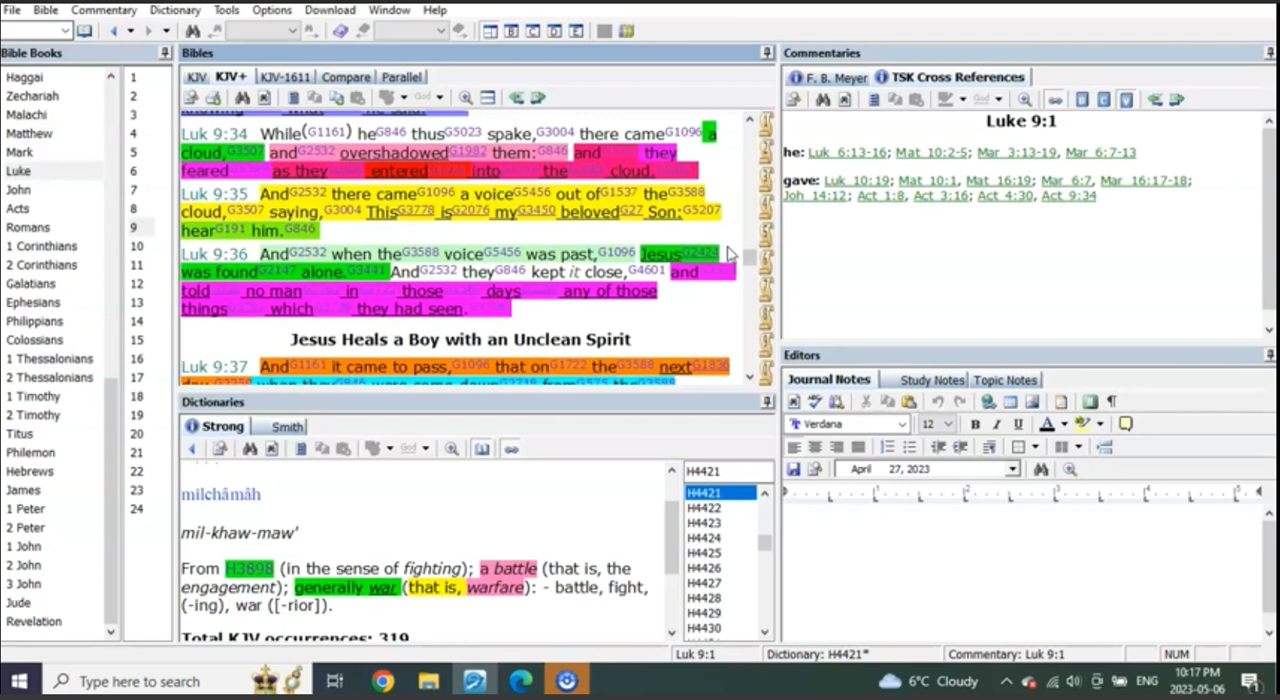 File Bible Commentary Dictionary Tools Options Download Window Help
Bible Books
Haggai
Zechariah
Malachi
Matthew
Mark
Luke
John
Acts
Romans
1 Corinthians
2 Corinthians
Galatians
Ephesians
Philippians
Colossians
1 Thessalonians
2 Thessalonians
1 Timothy
2 Timothy
Titus
Philemon
Hebrews
James
1 Peter
2 Peter
1 John
2 John
3 John
Jude
Revelation
1
2
3
4
5
6
7
8
9
10
11
12
13
14
15
16
17
18
19
20
21
22
23
24
Bibles
KJV KJV+ KJV-1611 Compare Parallel
Luk 9:34 While(G1161) heG846 thusG5023 spake,G3004 there cameG1096 a
cloud,G3507 andG2532 overshadowedG1982 them:G846 and they
feared as they entered into the cloud.
Luk 9:35 AndG2532 there cameG1096 a voiceG5456 out ofG1537 theG3588
cloud,G3507 saying,G3004 ThisG3778 isG2076 myG3450 belovedG27 Son:G5207
hearG191 him.G846
Luk 9:36 AndG2532 when theG3588 voiceG5456 was past,G1096 JesusG2424
was foundG2147 alone.G3441 AndG2532 theyG846 kept it close,G4601 and
told no man in those days any of those
things which they had seen.
Jesus Heals a Boy with an Unclean Spirit
Luk 9:37 AndG1161 it came to pass,G1096 that onG1722 theG3588 nextG1836
Dictionaries
Strong Smith
milchâmâh
mil-khaw-maw'
From H3898 (in the sense of fighting); a battle (that is, the
engagement); generally war (that is, warfare): - battle, fight,
(-ing), war ([-rior]).
Total KJV occurrences: 319
H4421
H4421
H4422
H4423
H4424
H4425
H4426
H4427
H4428
H4429
H4430
Commentaries
F. B. Meyer TSK Cross References
Luke 9:1
he: Luk 6:13-16; Mat 10:2-5; Mar 3:13-19, Mar 6:7-13
gave: Luk 10:19; Mat 10:1, Mat 16:19; Mar 6:7, Mar 16:17-18;
Joh 14:12; Act 1:8, Act 3:16; Act 4:30, Act 9:34
Editors
Journal Notes Study Notes Topic Notes
Verdana 12 B I U A
April 27, 2023
1 2 3 4 5
Luk 9:1 Dictionary: H4421* Commentary: Luk 9:1 NUM
Type here to search
6°C Cloudy
ENG
10:17 PM
2023-05-06
1